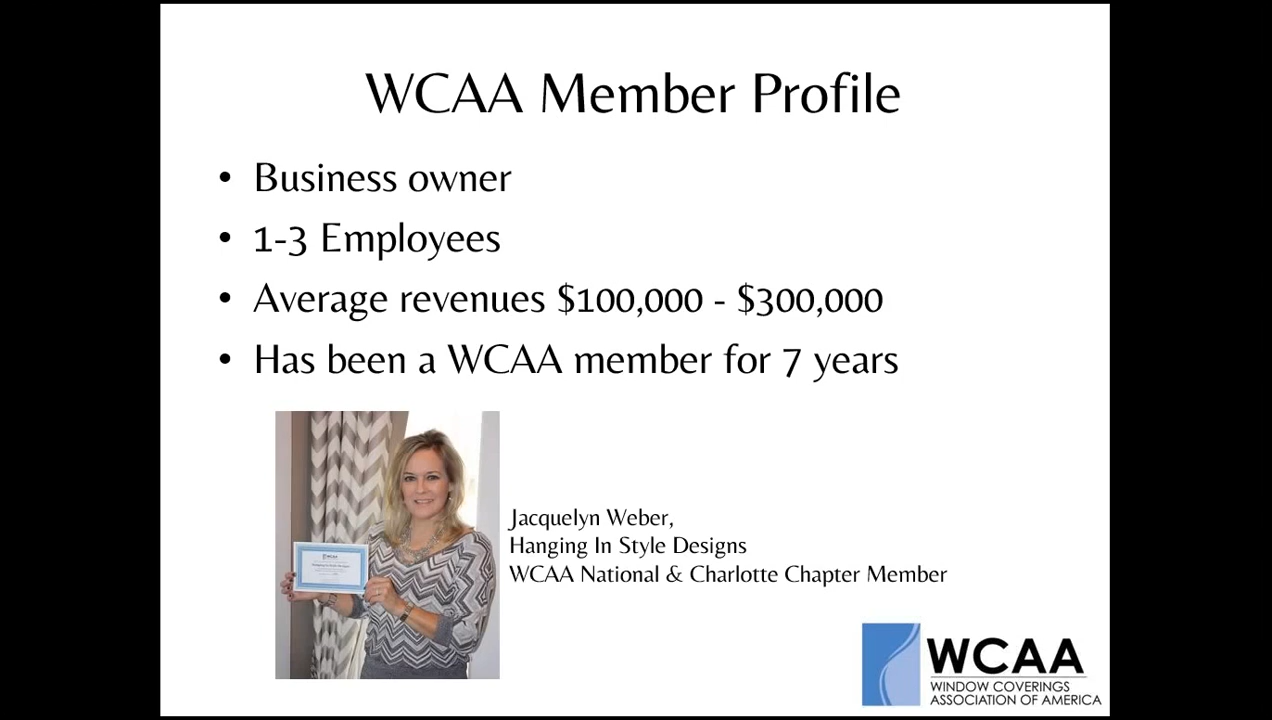 WCAA Member Profile
• Business owner
• 1-3 Employees
• Average revenues $100,000 - $300,000
• Has been a WCAA member for 7 years
WCAA
Jacquelyn Weber,
Hanging In Style Designs
WCAA National & Charlotte Chapter Member
WCAA
WINDOW COVERINGS
ASSOCIATION OF AMERICA